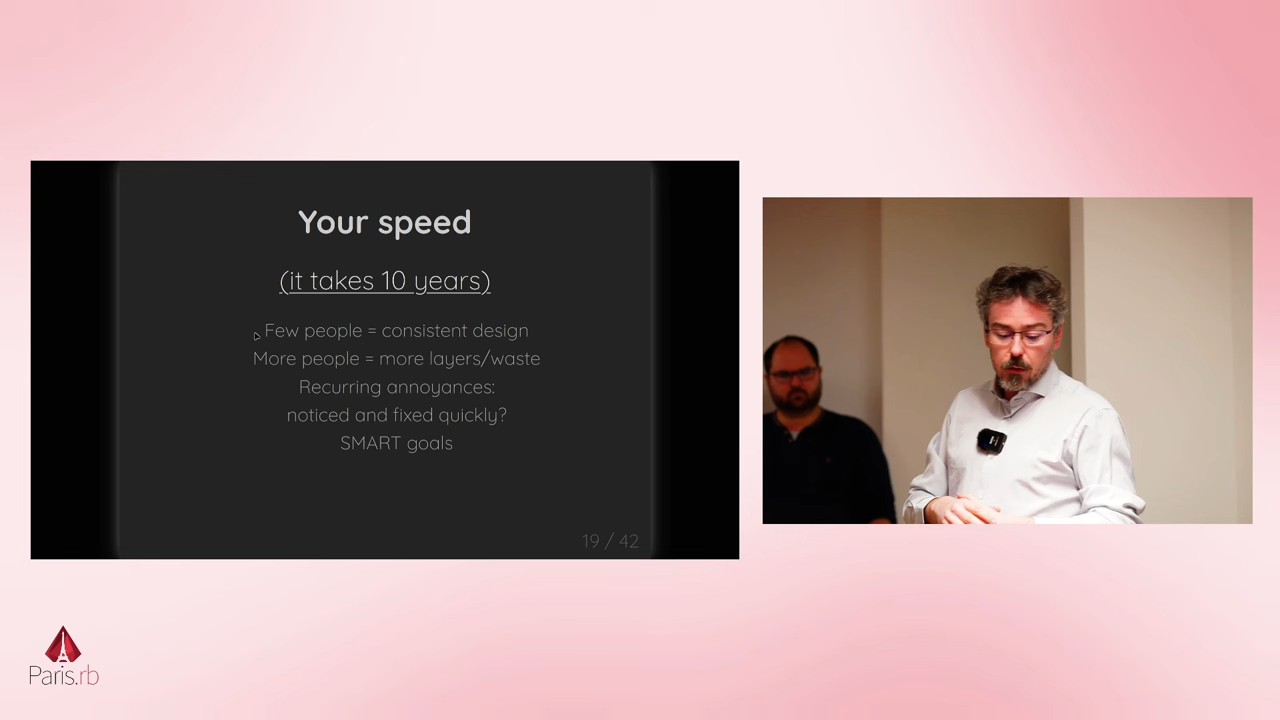 Your speed
(it takes 10 years)
Few people = consistent design
More people = more layers/waste
Recurring annoyances:
noticed and fixed quickly?
SMART goals
19 / 42
Paris.rb